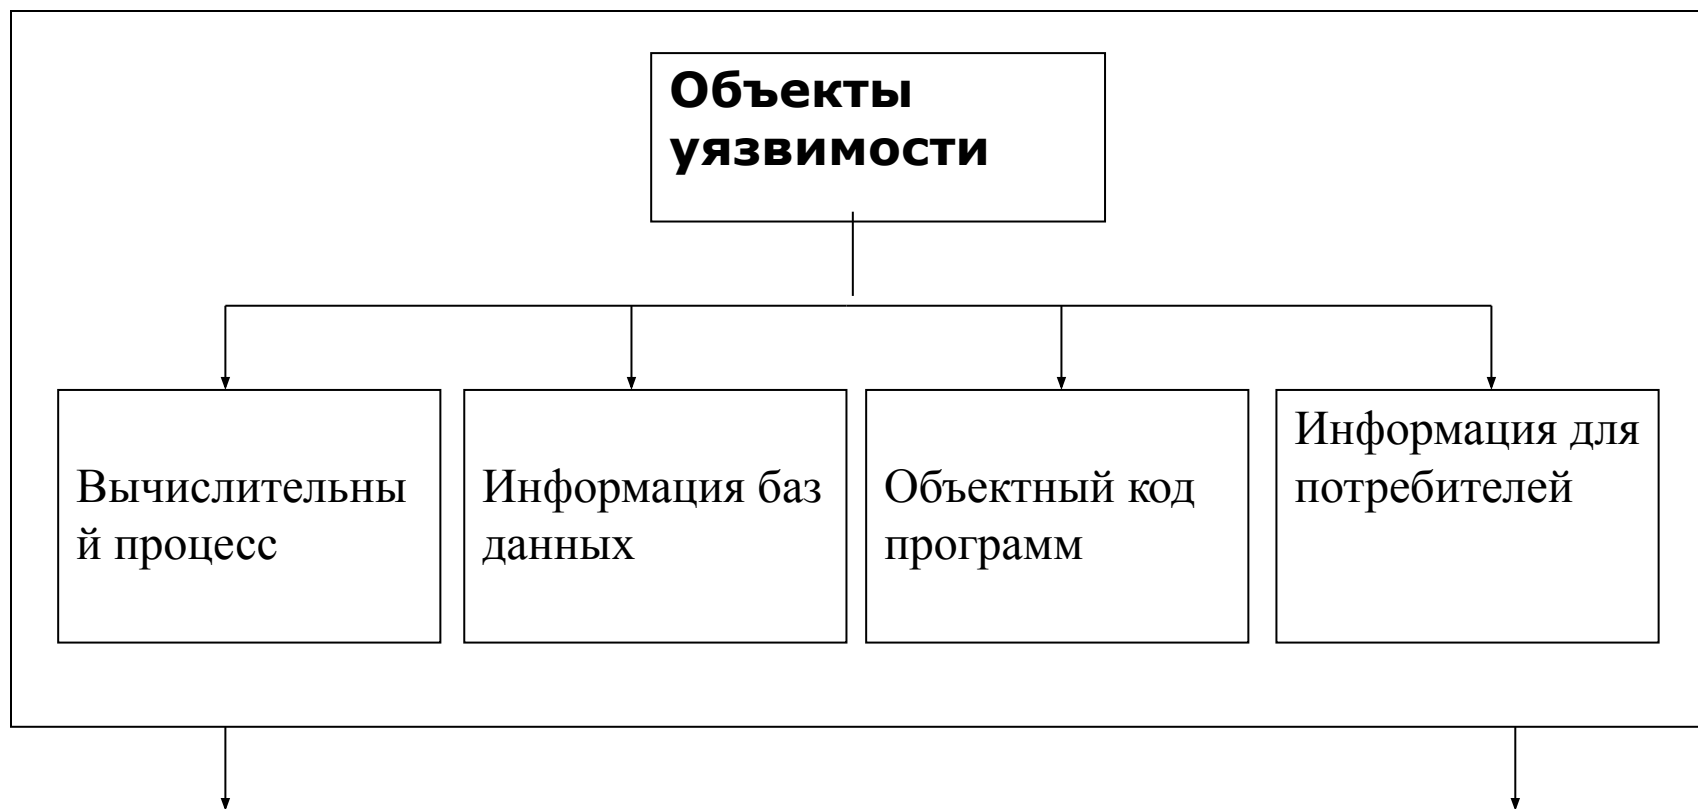 Объекты
уязвимости
Вычислительны
й процесс
Информация баз
данных
Объектный код
программ
Информация для
потребителей